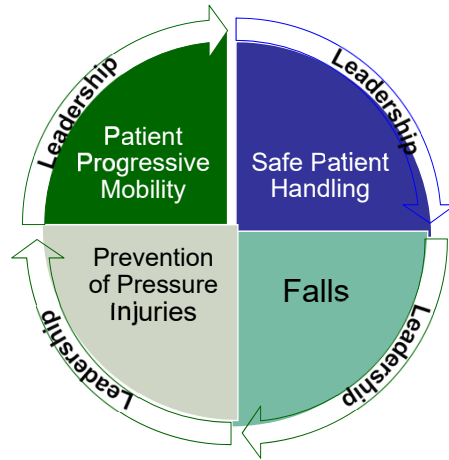 Leadership
Leadership
Patient
Progressive
Mobility
Safe Patient
Handling
Prevention
of Pressure
Injuries
Falls
Leadership
Leadership